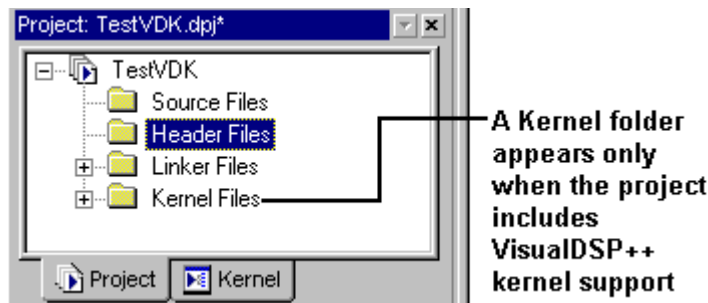 Project: TestVDK.dpj*
TestVDK
Source Files
Header Files
Linker Files
Kernel Files
Project
Kernel
A Kernel folder
appears only
when the project
includes
VisualDSP++
kernel support